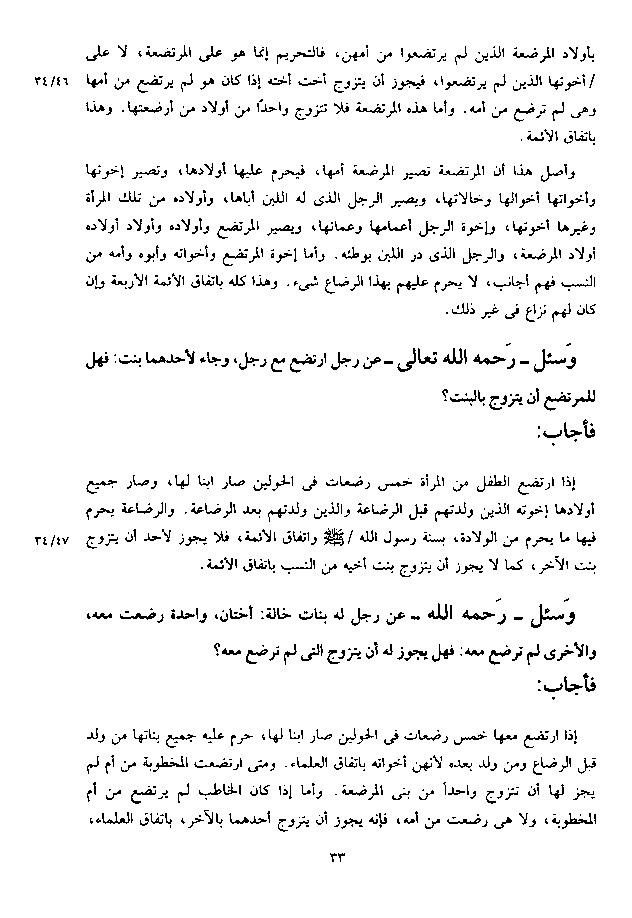 بأولاد المرضعة الذين لم يرتضعوا من أمهن، فالتحريم إنما هو على المرتضعة، لا على
٣٤/٤٦ / أخوتها الذين لم يرتضعوا، فيجوز أن يتزوج أخت أخته إذا كان هو لم يرتضع من أمها
وهى لم ترضع من أمه. وأما هذه المرتضعة فلا تتزوج واحدًا من أولاد من أرضعتها. وهذا
باتفاق الأئمة.
وأصل هذا أن المرتضعة تصير المرضعة أمها، فيحرم عليها أولادها، وتصير إخوتها
وأخواتها أخوالها وخالاتها، ويصير الرجل الذى له اللبن أباها، وأولاده من تلك المرأة
وغيرها أخوتها، وإخوة الرجل أعمامها وعماتها، ويصير المرتضع وأولاده وأولاد أولاده
أولاد المرضعة، والرجل الذى در اللبن بوطئه. وأما إخوة المرتضع وأخواته وأبوه وأمه من
النسب فهم أجانب، لا يحرم عليهم بهذا الرضاع شىء. وهذا كله باتفاق الأئمة الأربعة وإن
كان لهم نزاع فى غير ذلك.
وَسئل ـ رَحمه الله تعالى ـ عن رجل ارتضع مع رجل، وجاء لأحدهما بنت: فهل
للمرتضع أن يتزوج بالبنت؟
فأجاب:
إذا ارتضع الطفل من المرأة خمس رضعات فى الحولين صار ابنا لها، وصار جميع
أولادها إخوته الذين ولدتهم قبل الرضاعة والذين ولدتهم بعد الرضاعة. والرضاعة يحرم
٣٤/٤٧ فيها ما يحرم من الولادة، بسنة رسول الله / ﷺ واتفاق الأئمة، فلا يجوز لأحد أن يتزوج
بنت الآخر، كما لا يجوز أن يتزوج بنت أخيه من النسب باتفاق الأئمة.
وَسئل ـ رَحمه الله ـ عن رجل له بنات خالة: أختان، واحدة رضعت معه،
والأخرى لم ترضع معه: فهل يجوز له أن يتزوج التى لم ترضع معه؟
فأجاب:
إذا ارتضع معها خمس رضعات فى الحولين صار ابنا لها، حرم عليه جميع بناتها من ولد
قبل الرضاع ومن ولد بعده لأنهن أخواته باتفاق العلماء. ومتى ارتضعت المخطوبة من أم لم
يجز لها أن تتزوج واحداً من بنى المرضعة. وأما إذا كان الخاطب لم يرتضع من أم
المخطوبة، ولا هى رضعت من أمه، فإنه يجوز أن يتزوج أحدهما بالآخر، باتفاق العلماء،
٣٣